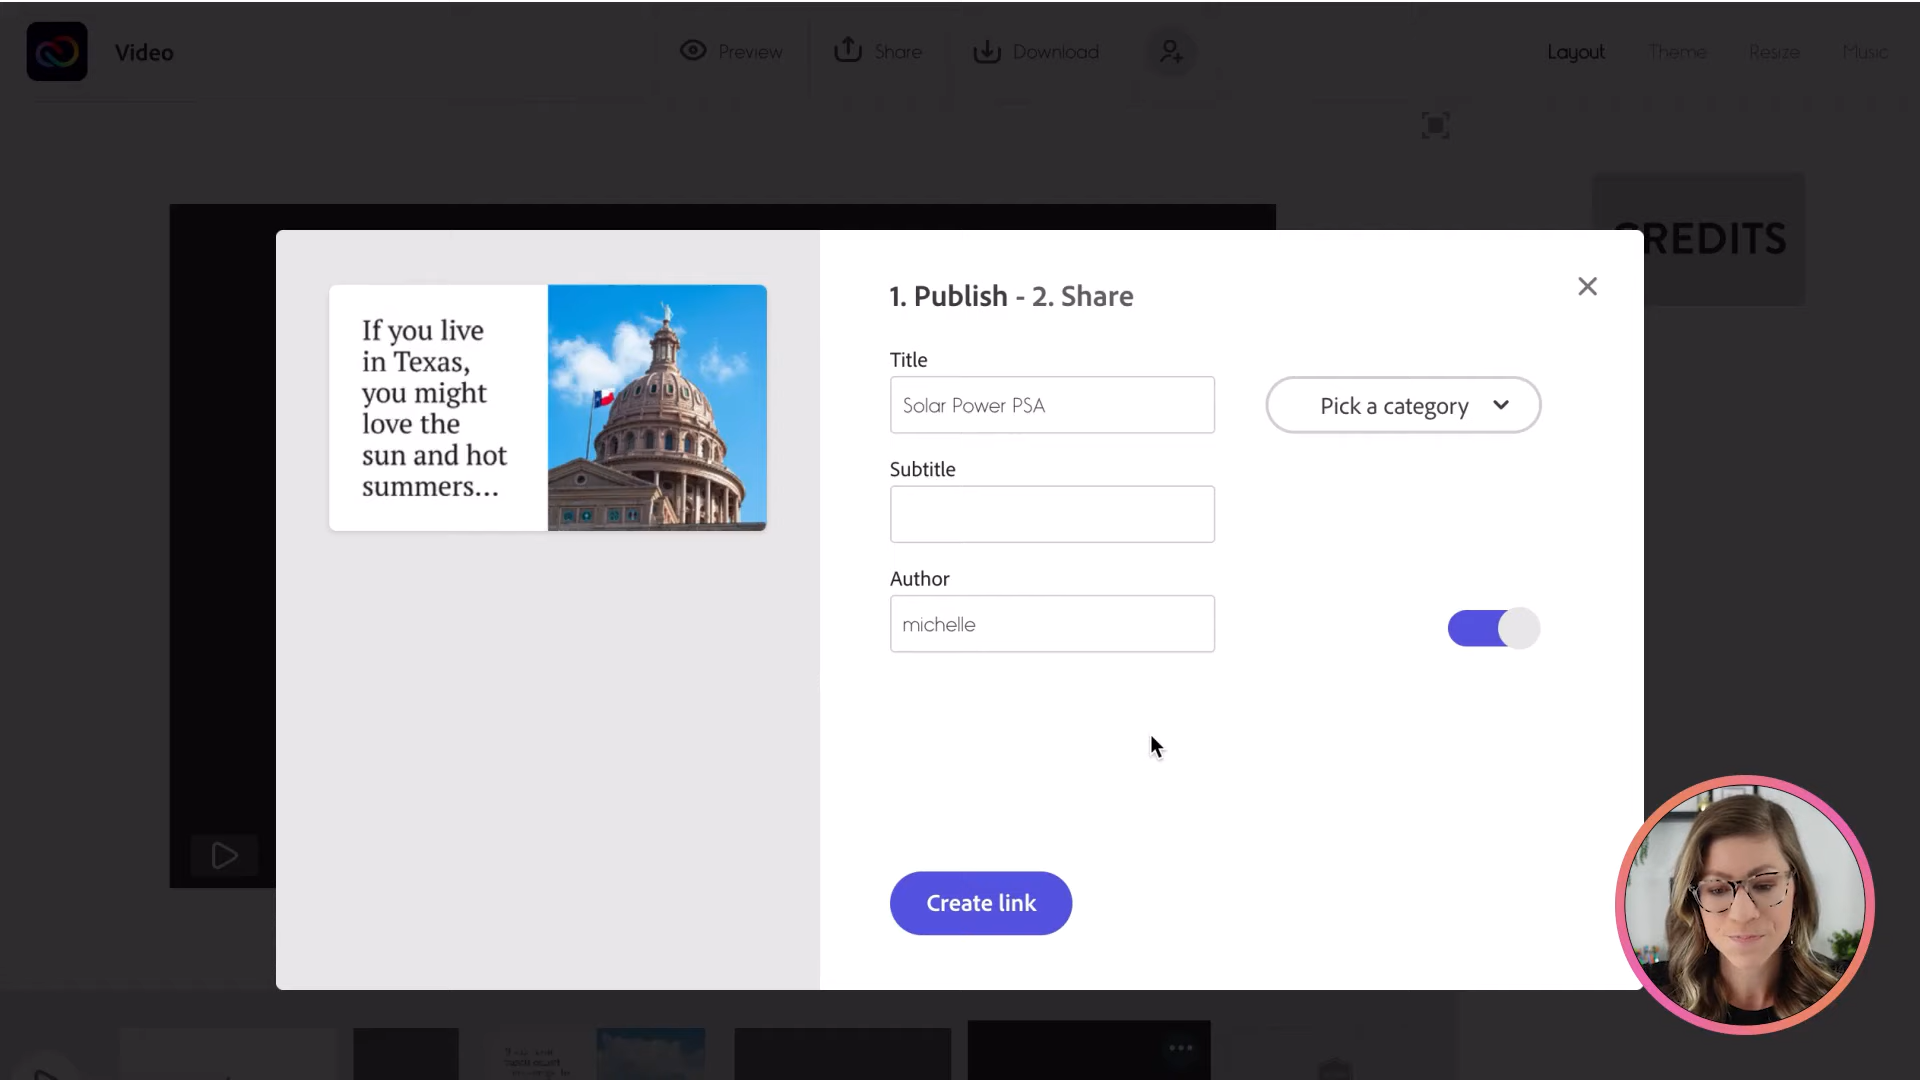 Video
Preview
Share
Download
Layout
Theme
Resize
Music
CREDITS
If you live
in Texas,
you might
love the
sun and hot
summers...
1. Publish - 2. Share
Title
Solar Power PSA
Pick a category
Subtitle
Author
michelle
Create link